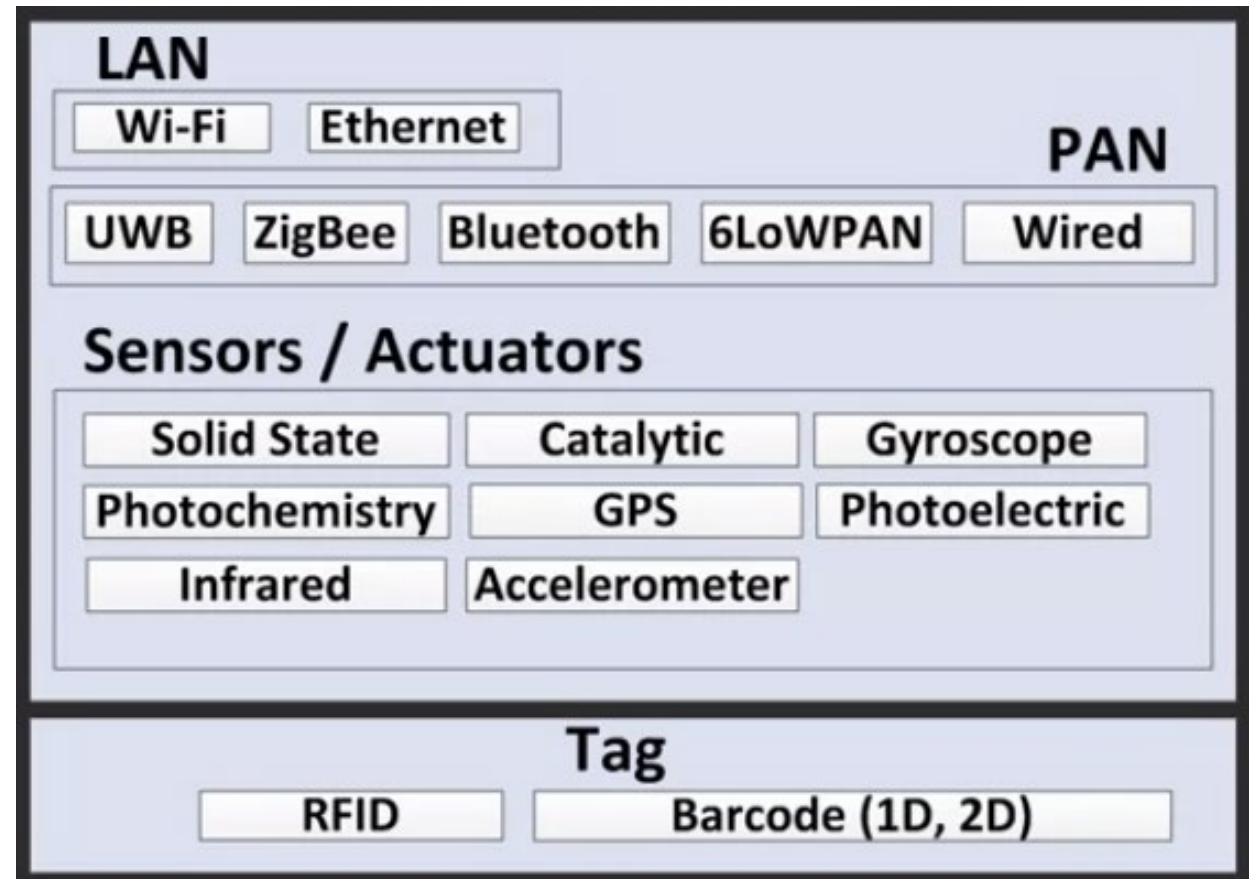 LAN
Wi-Fi Ethernet
PAN
UWB ZigBee Bluetooth 6LoWPAN Wired
Sensors / Actuators
Solid State Catalytic Gyroscope
Photochemistry GPS Photoelectric
Infrared Accelerometer
Tag
RFID Barcode (1D, 2D)